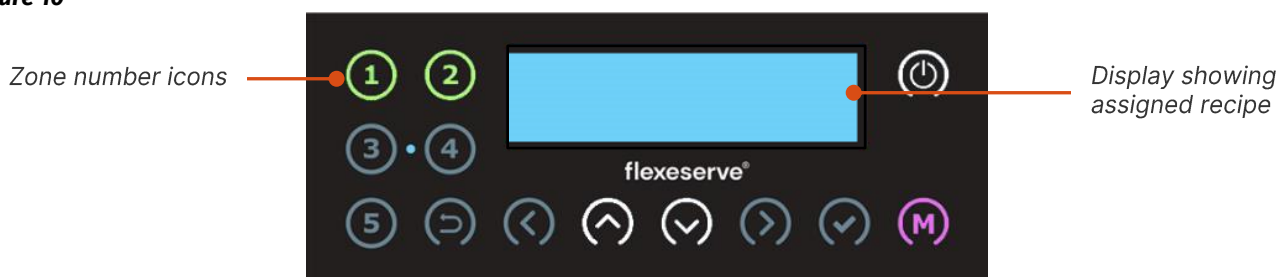 Zone number icons
1 2
Display showing
assigned recipe
3 4
flexeserve®
5 M